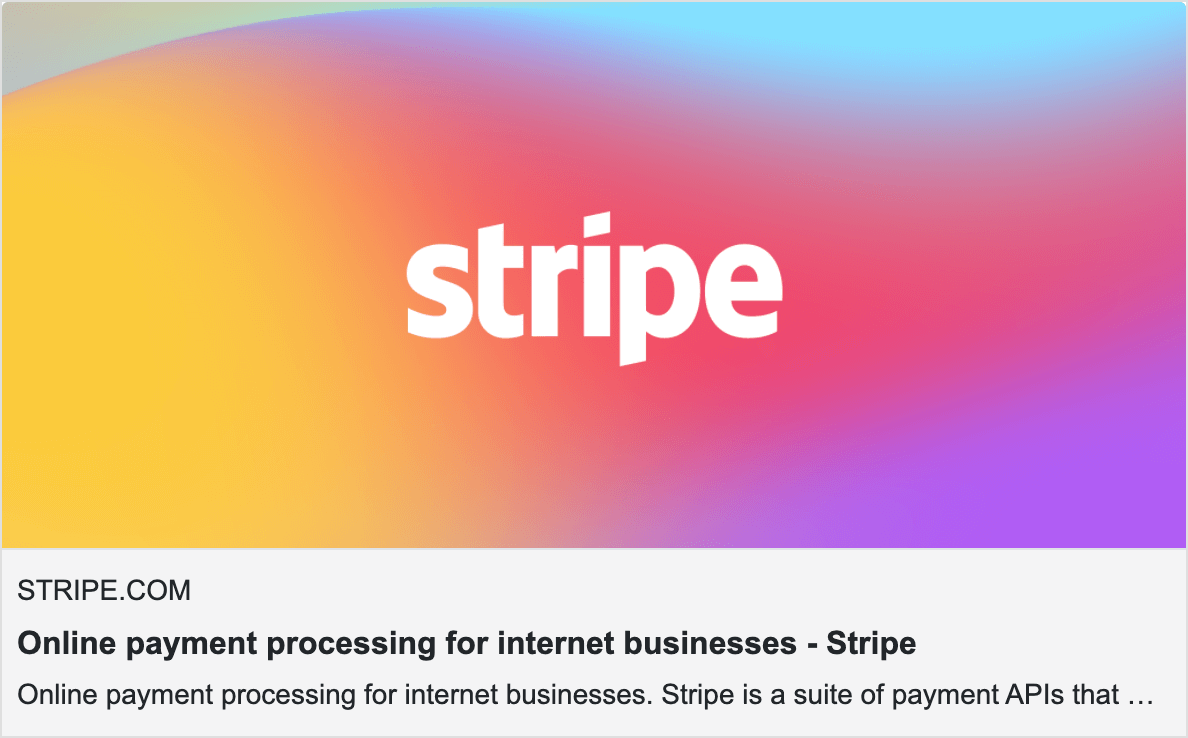 stripe
STRIPE.COM
Online payment processing for internet businesses - Stripe
Online payment processing for internet businesses. Stripe is a suite of payment APIs that …